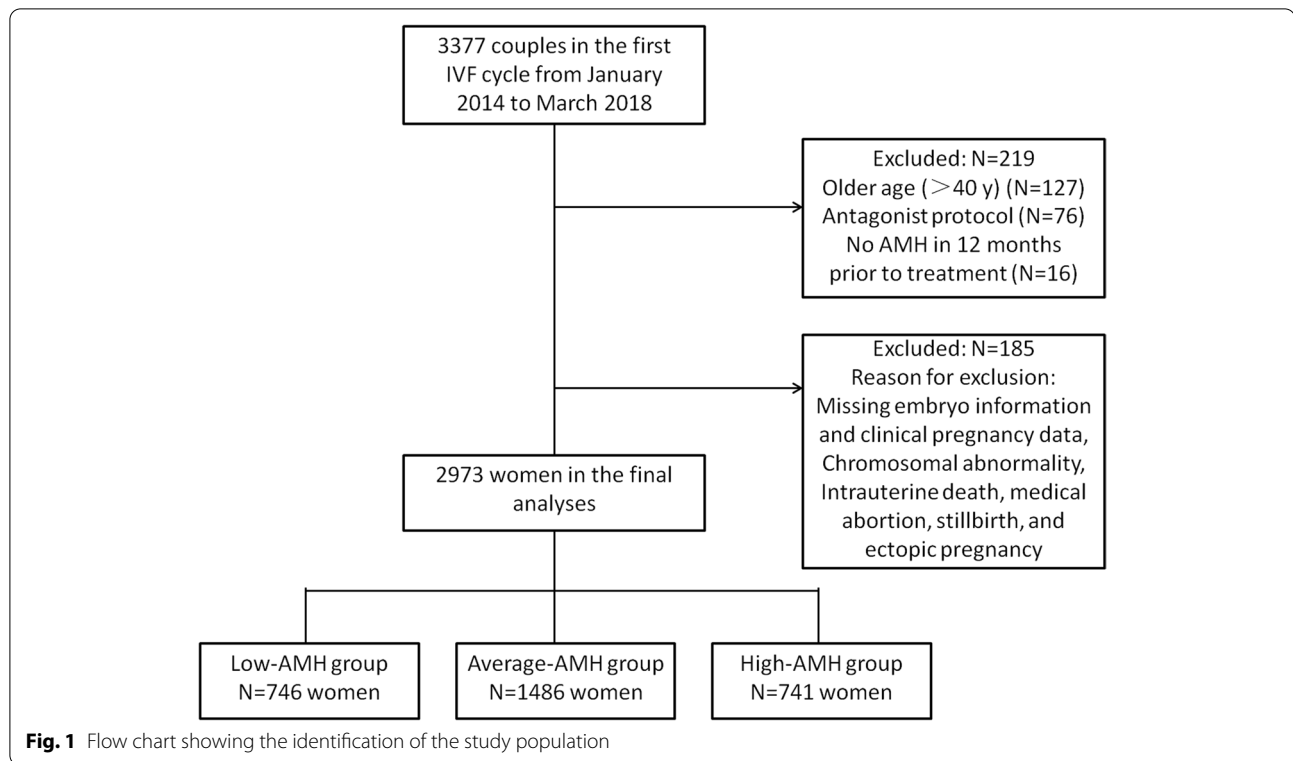 3377 couples in the first
IVF cycle from January
2014 to March 2018
Excluded: N=219
Older age (>40 y) (N=127)
Antagonist protocol (N=76)
No AMH in 12 months
prior to treatment (N=16)
Excluded: N=185
Reason for exclusion:
Missing embryo information
and clinical pregnancy data,
Chromosomal abnormality,
Intrauterine death, medical
abortion, stillbirth, and
ectopic pregnancy
2973 women in the final
analyses
Low-AMH group
N=746 women
Average-AMH group
N=1486 women
High-AMH group
N=741 women
Fig. 1 Flow chart showing the identification of the study population